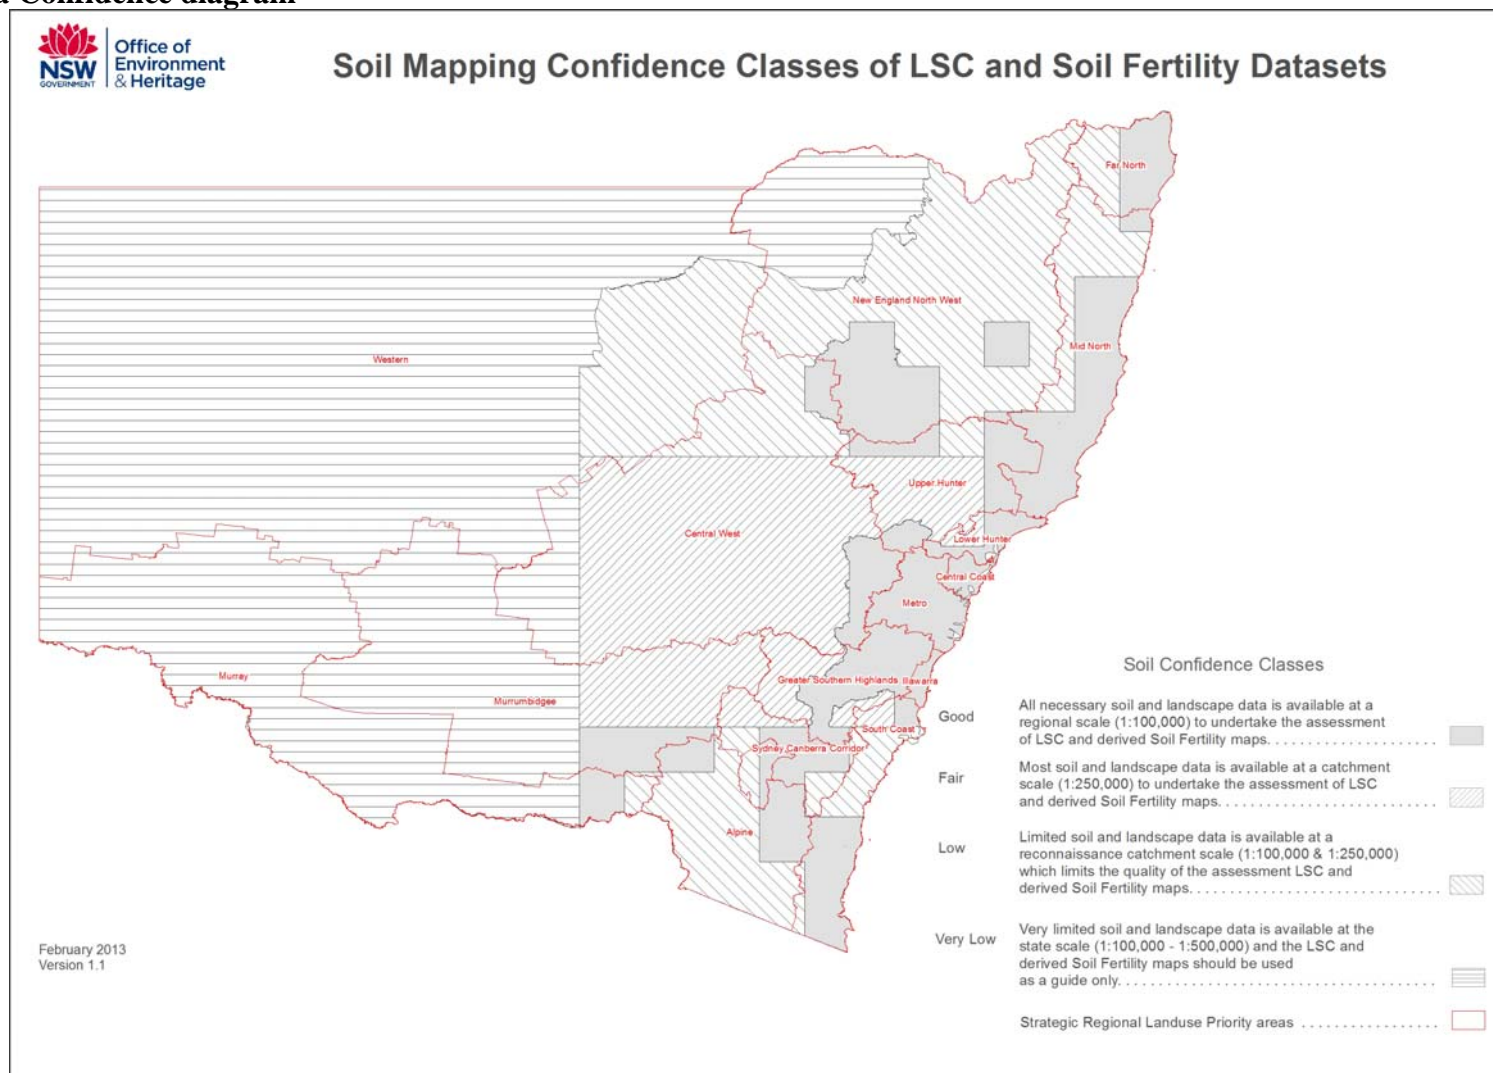 a Confidence diagram
NSW
GOVERNMENT
Office of
Environment
& Heritage
Soil Mapping Confidence Classes of LSC and Soil Fertility Datasets
Far North
New England North West
Western
Mid North
Upper Hunter
Central West
Lower Hunter
Central Coast
Metro
Murray
Murrumbidgee
Greater Southern Highlands
Illawarra
South Coast
Sydney Canberra Corridor
Alpine
Soil Confidence Classes
Good
All necessary soil and landscape data is available at a
regional scale (1:100,000) to undertake the assessment
of LSC and derived Soil Fertility maps. . . . . . . . . . . . . . . . . . . . .
Fair
Most soil and landscape data is available at a catchment
scale (1:250,000) to undertake the assessment of LSC
and derived Soil Fertility maps. . . . . . . . . . . . . . . . . . . . . . . . . .
Low
Limited soil and landscape data is available at a
reconnaissance catchment scale (1:100,000 & 1:250,000)
which limits the quality of the assessment LSC and
derived Soil Fertility maps. . . . . . . . . . . . . . . . . . . . . . . . . . . . . .
Very Low
Very limited soil and landscape data is available at the
state scale (1:100,000 - 1:500,000) and the LSC and
derived Soil Fertility maps should be used
as a guide only. . . . . . . . . . . . . . . . . . . . . . . . . . . . . . . . . . . . . .
Strategic Regional Landuse Priority areas . . . . . . . . . . . . . . . . .
February 2013
Version 1.1